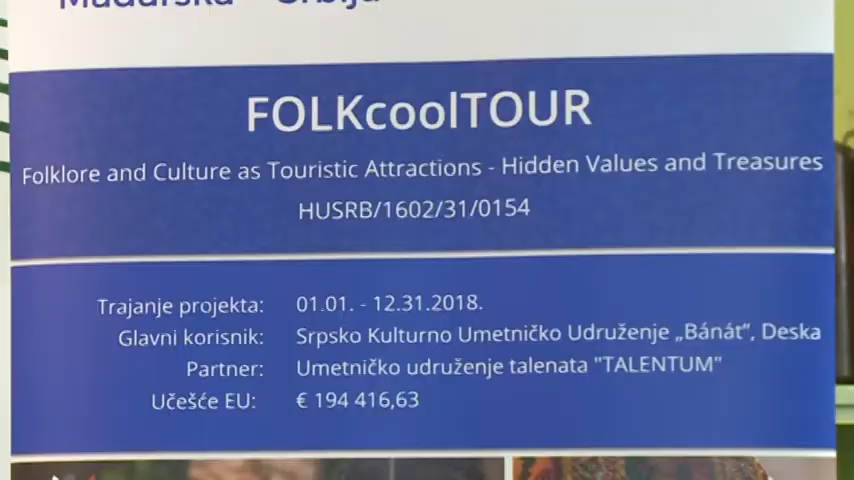 Mađarska - Srbija
FOLKcoolTOUR
Folklore and Culture as Touristic Attractions - Hidden Values and Treasures
HUSRB/1602/31/0154
Trajanje projekta: 01.01. - 12.31.2018.
Glavni korisnik: Srpsko Kulturno Umetničko Udruženje „Bánát”, Deska
Partner: Umetničko udruženje talenata "TALENTUM"
Učešće EU: € 194 416,63